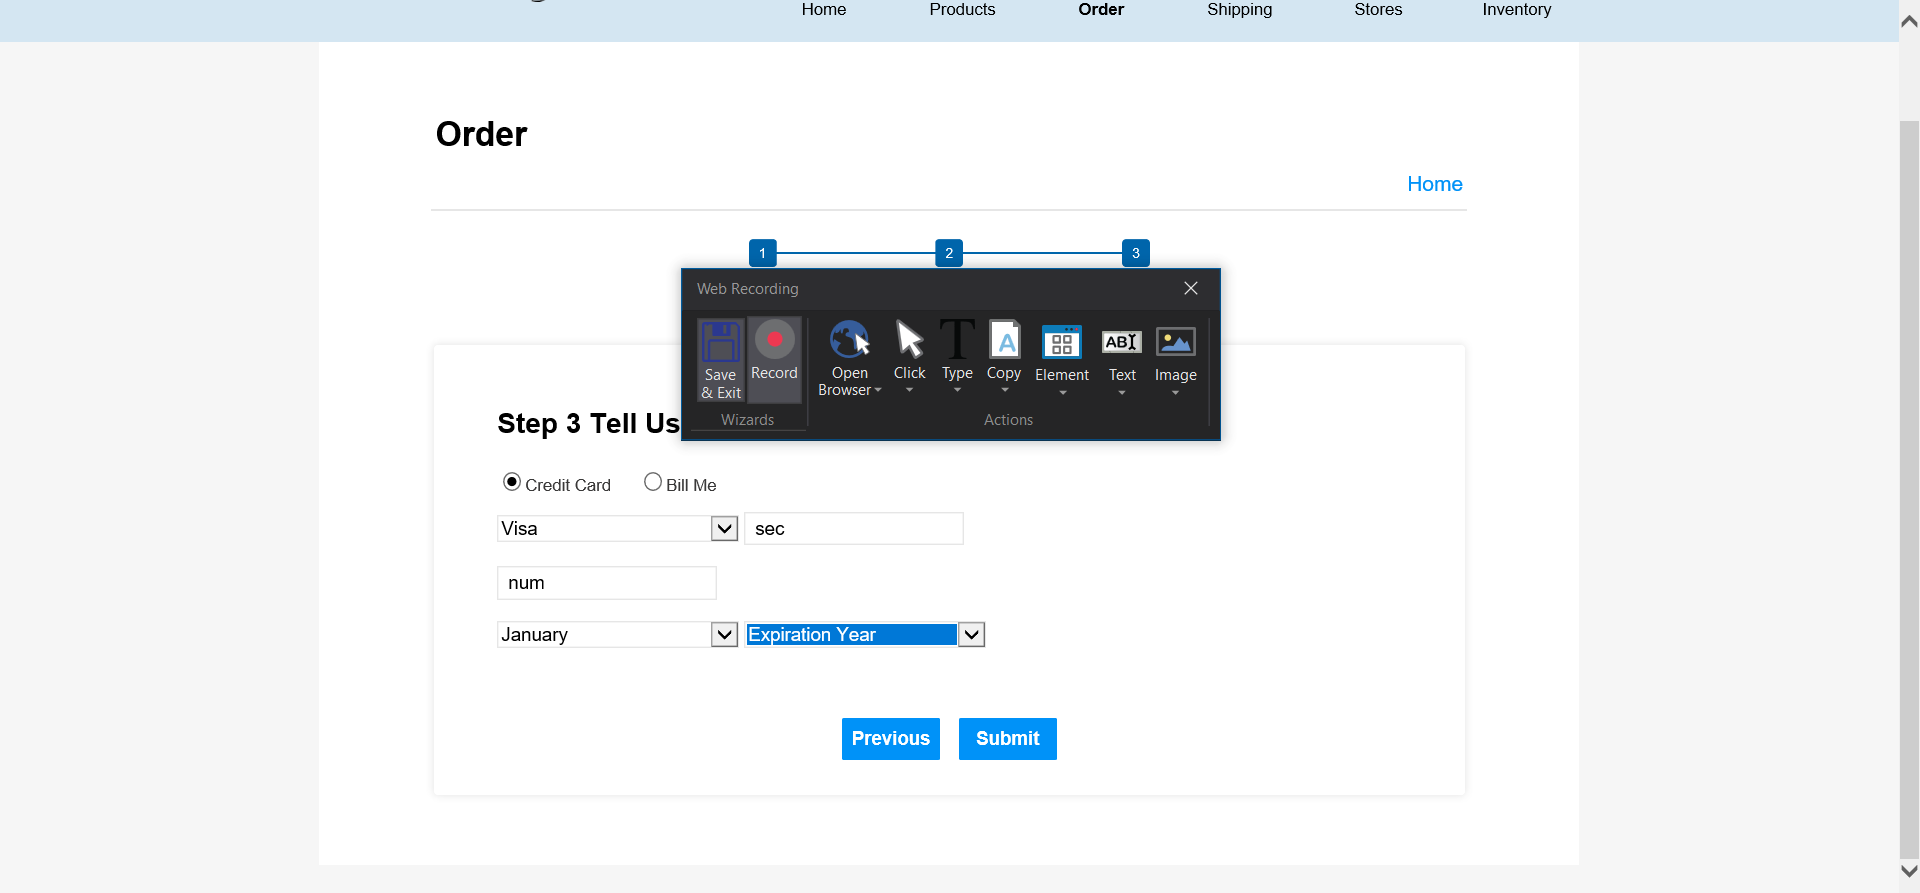 Home Products Order Shipping Stores Inventory
Order
Home
1 2 3
Web Recording
Save & Exit
Record
Open Browser
Click
Type
Copy
Element
Text
Image
Wizards
Actions
Step 3 Tell Us
Credit Card Bill Me
Visa sec
num
January Expiration Year
Previous Submit